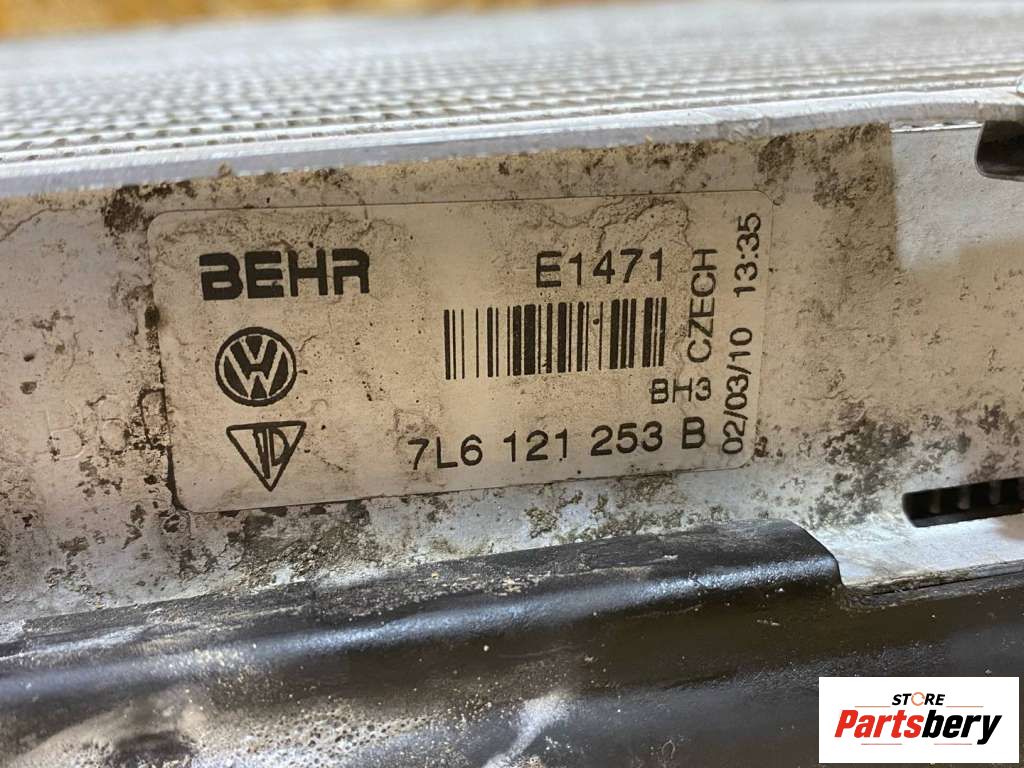 BEHR
E1471
BH3
7L6 121 253 B
CZECH
02/03/10 13:35
STORE
Partsbery